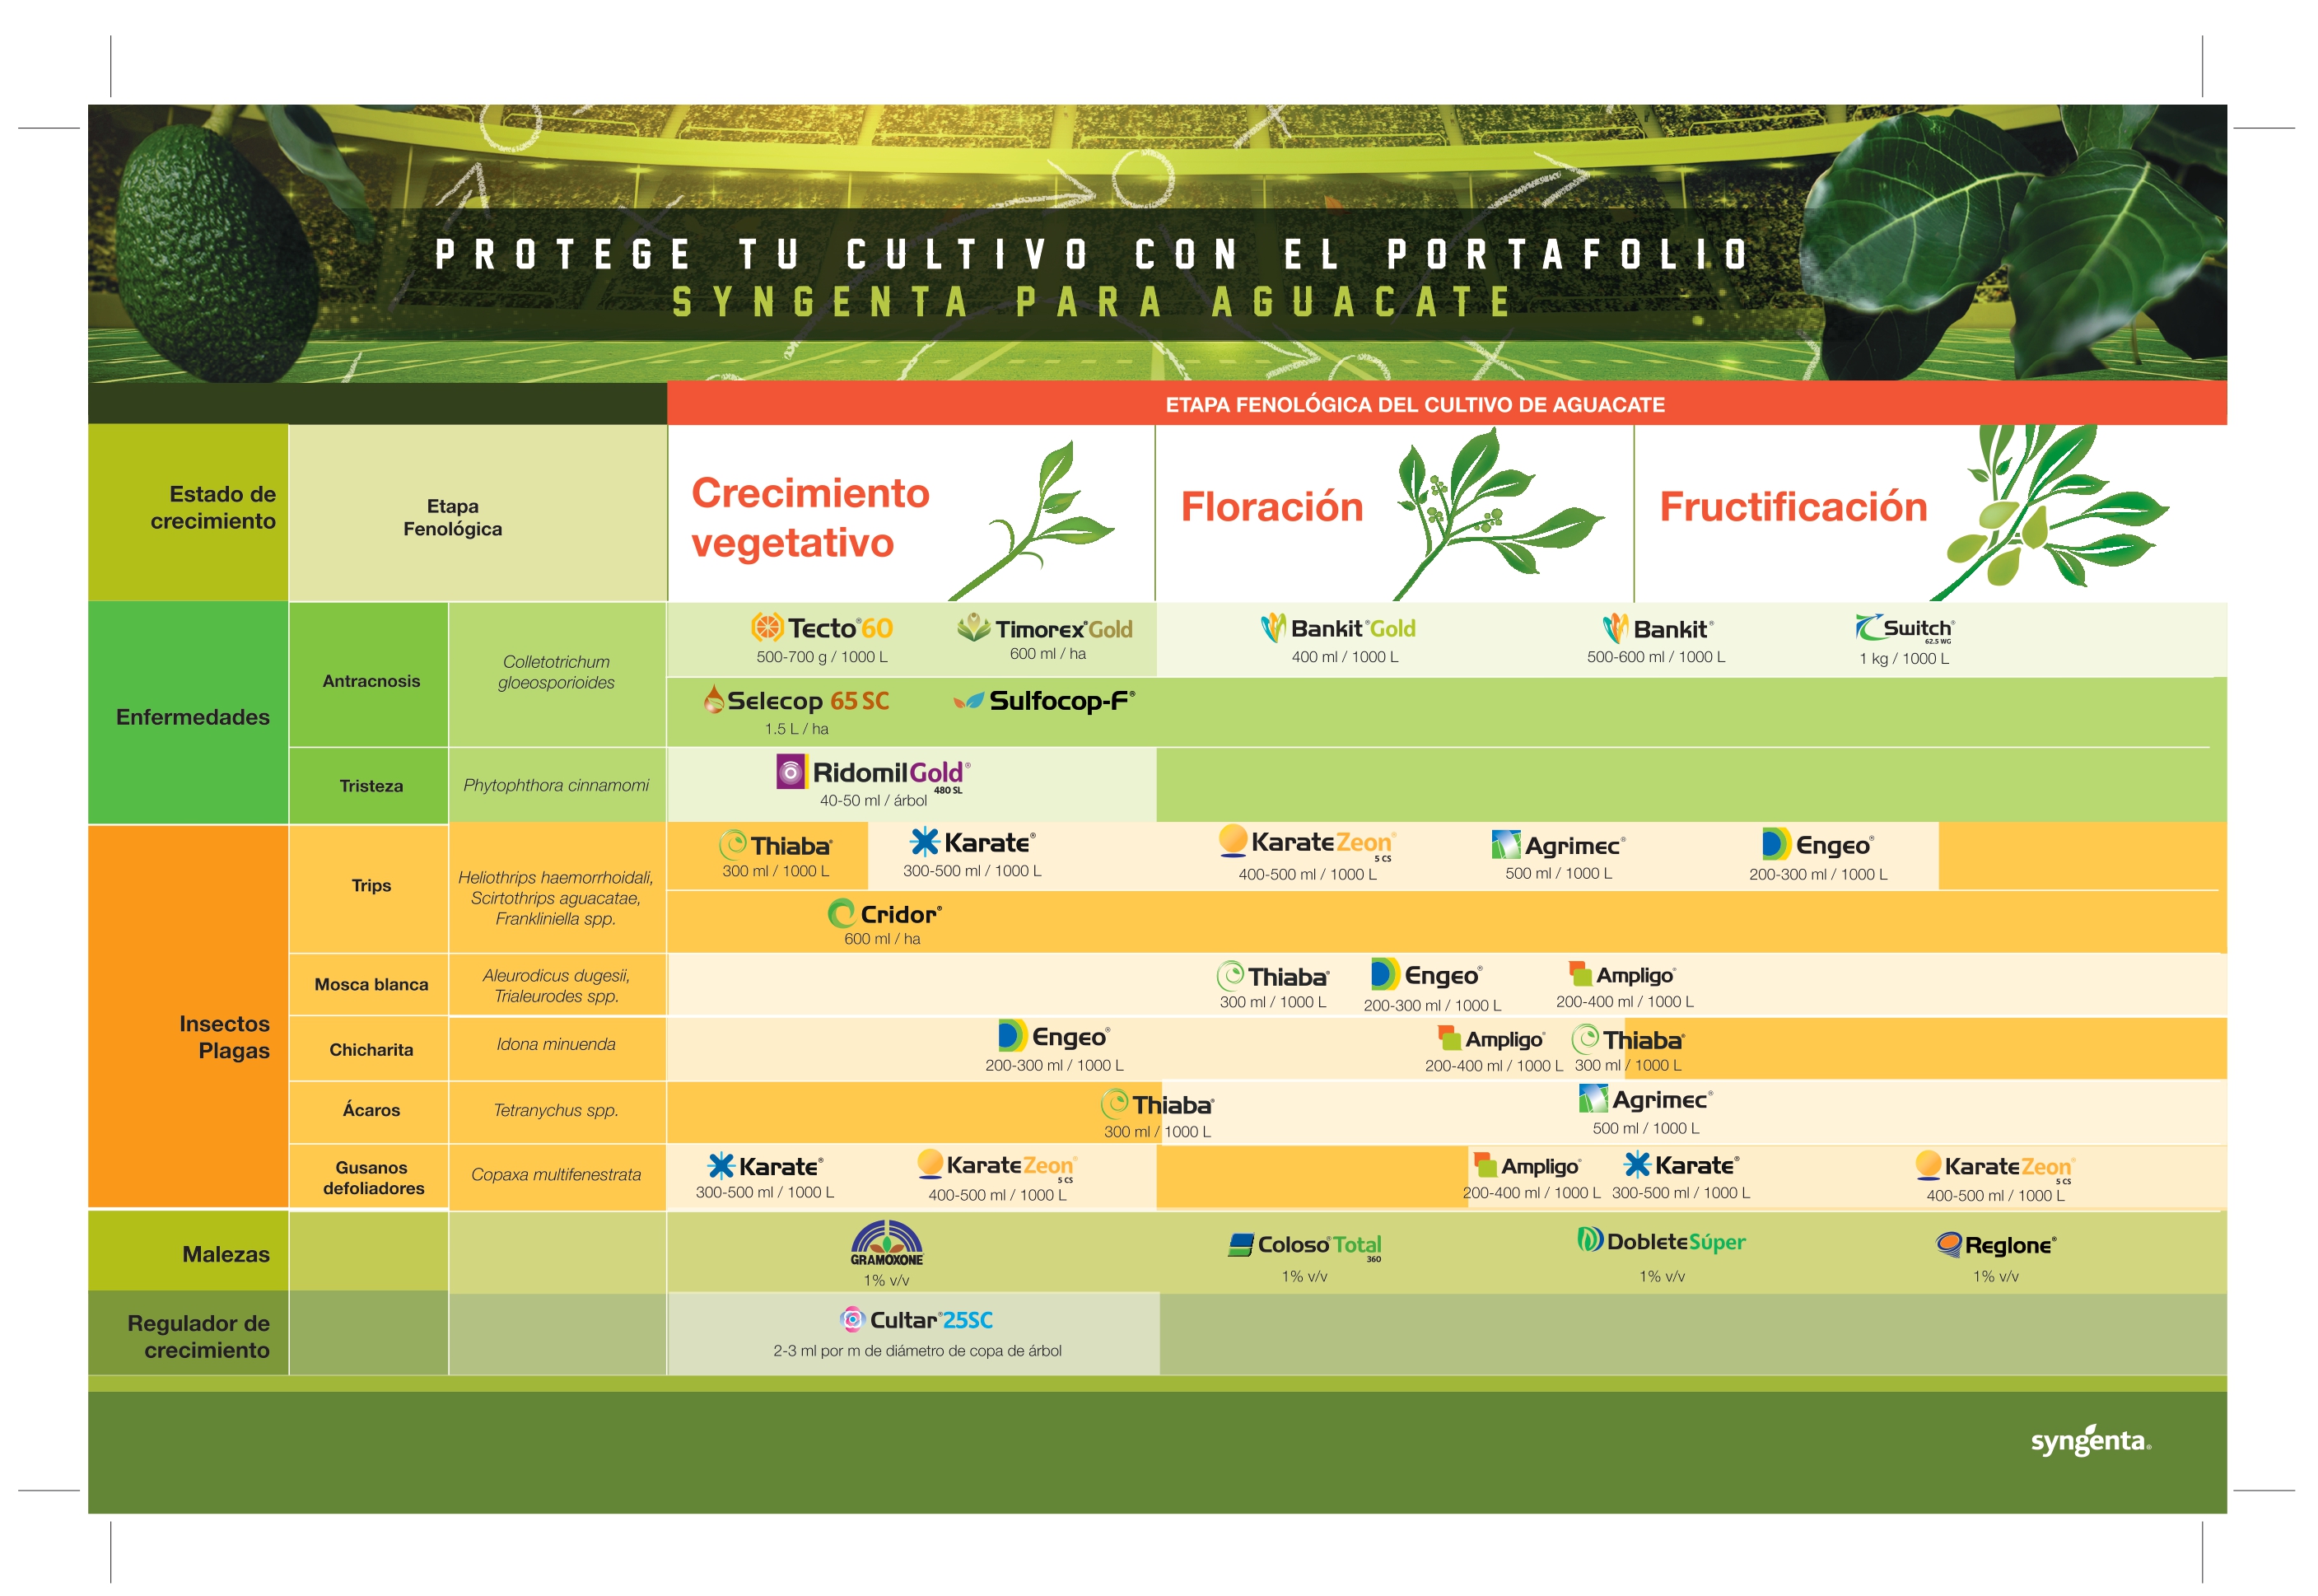 PROTEGE TU CULTIVO CON EL PORTAFOLIO
SYNGENTA PARA AGUACATE
ETAPA FENOLÓGICA DEL CULTIVO DE AGUACATE
Estado de
crecimiento
Etapa
Fenológica
Crecimiento
vegetativo
Floración
Fructificación
Enfermedades
Antracnosis
Colletotrichum
gloeosporioides
Tecto®60
500-700 g / 1000 L
Timorex®Gold
600 ml / ha
Bankit®Gold
400 ml / 1000 L
Bankit®
500-600 ml / 1000 L
Switch®
62.5 WG
1 kg / 1000 L
Selecop 65 SC
1.5 L / ha
Sulfocop-F®
Tristeza
Phytophthora cinnamomi
RidomilGold®
480 SL
40-50 ml / árbol
Insectos
Plagas
Trips
Heliothrips haemorrhoidali,
Scirtothrips aguacatae,
Frankliniella spp.
Thiaba®
300 ml / 1000 L
Karate®
300-500 ml / 1000 L
KarateZeon®
5 CS
400-500 ml / 1000 L
Agrimec®
500 ml / 1000 L
Engeo®
200-300 ml / 1000 L
Cridor®
600 ml / ha
Mosca blanca
Aleurodicus dugesii,
Trialeurodes spp.
Thiaba®
300 ml / 1000 L
Engeo®
200-300 ml / 1000 L
Ampligo®
200-400 ml / 1000 L
Chicharita
Idona minuenda
Engeo®
200-300 ml / 1000 L
Ampligo®
200-400 ml / 1000 L
Thiaba®
300 ml / 1000 L
Ácaros
Tetranychus spp.
Thiaba®
300 ml / 1000 L
Agrimec®
500 ml / 1000 L
Gusanos
defoliadores
Copaxa multifenestrata
Karate®
300-500 ml / 1000 L
KarateZeon®
5 CS
400-500 ml / 1000 L
Ampligo®
200-400 ml / 1000 L
Karate®
300-500 ml / 1000 L
KarateZeon®
5 CS
400-500 ml / 1000 L
Malezas
GRAMOXONE
1% v/v
Coloso®Total
360
1% v/v
DobleteSúper
1% v/v
Reglone®
1% v/v
Regulador de
crecimiento
Cultar®25SC
2-3 ml por m de diámetro de copa de árbol
syngenta®